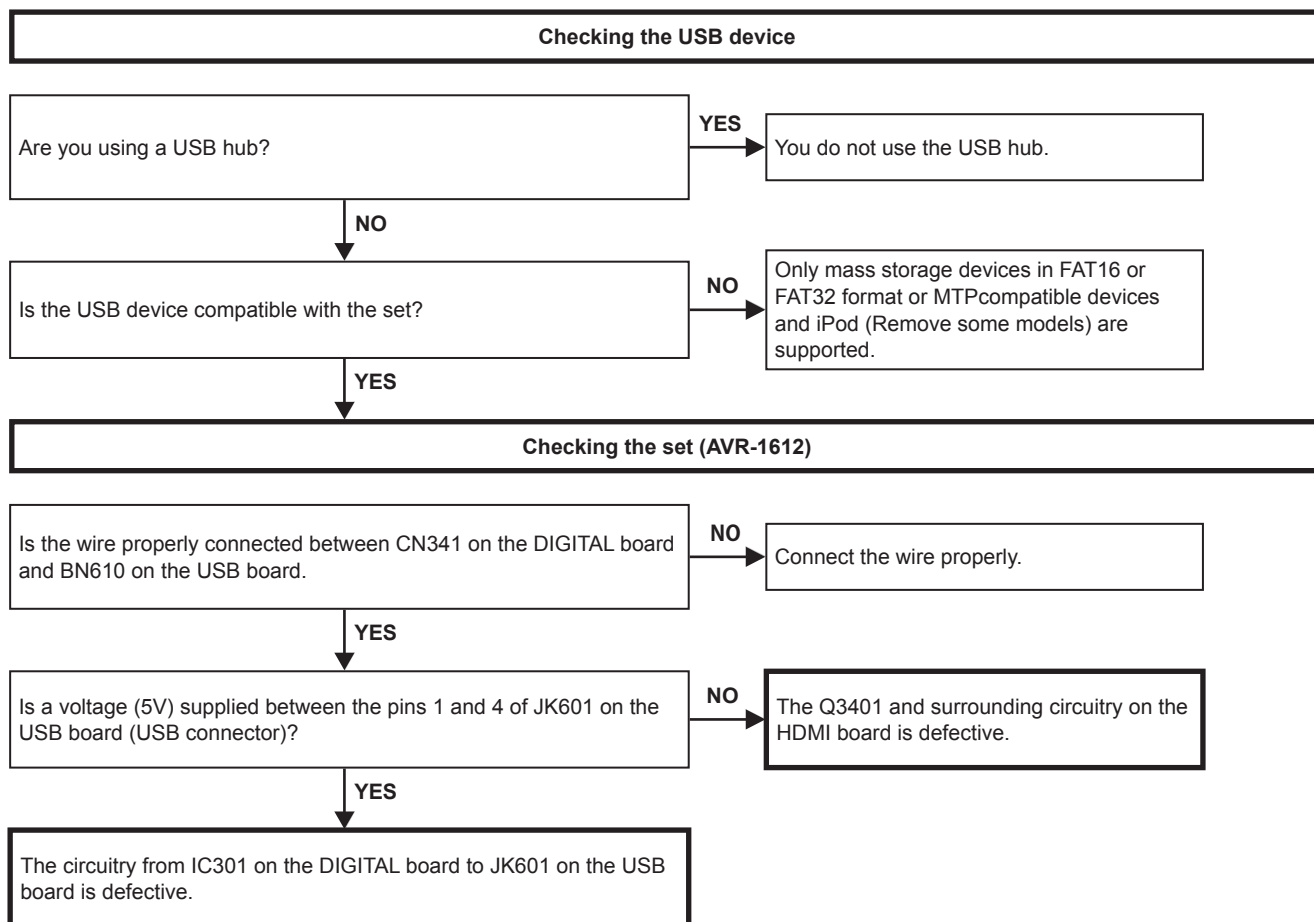 Checking the USB device
Are you using a USB hub?
YES
You do not use the USB hub.
NO
Is the USB device compatible with the set?
NO
Only mass storage devices in FAT16 or
FAT32 format or MTPcompatible devices
and iPod (Remove some models) are
supported.
YES
Checking the set (AVR-1612)
Is the wire properly connected between CN341 on the DIGITAL board
and BN610 on the USB board.
NO
Connect the wire properly.
YES
Is a voltage (5V) supplied between the pins 1 and 4 of JK601 on the
USB board (USB connector)?
NO
The Q3401 and surrounding circuitry on the
HDMI board is defective.
YES
The circuitry from IC301 on the DIGITAL board to JK601 on the USB
board is defective.